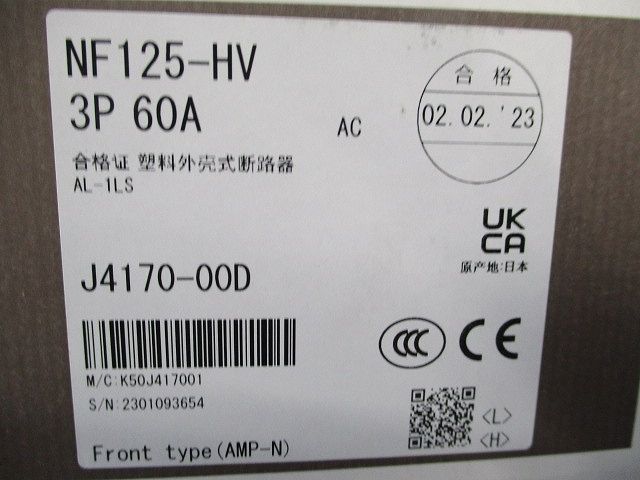 NF125-HV
3P 60A
AC
合格
02.02.'23
合格证 塑料外壳式断路器
AL-1LS
UK
CA
原产地:日本
J4170-00D
CCC CE
M/C:K50J417001
S/N:2301093654
<L>
<H>
Front type(AMP-N)